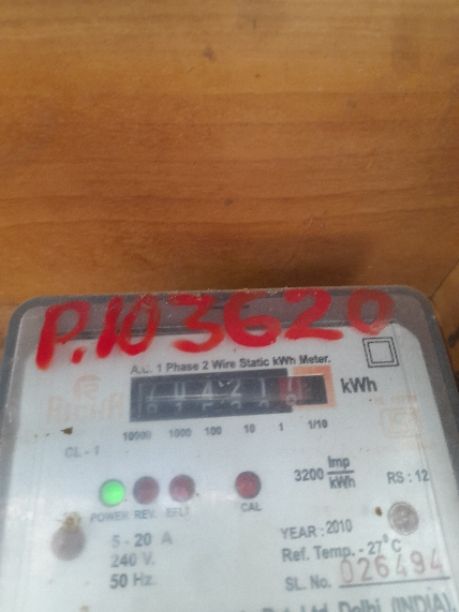 P.103620
A.C. 1 Phase 2 Wire Static kWh Meter.
kWh
10000 1000 100 10 1 1/10
CL - 1
3200 Imp/kWh
RS : 12
POWER REV. EFLT CAL
5 - 20 A
YEAR : 2010
240 V.
Ref. Temp. - 27°C
50 Hz.
SL. No. 026494
Ltd. Delhi (INDIA)